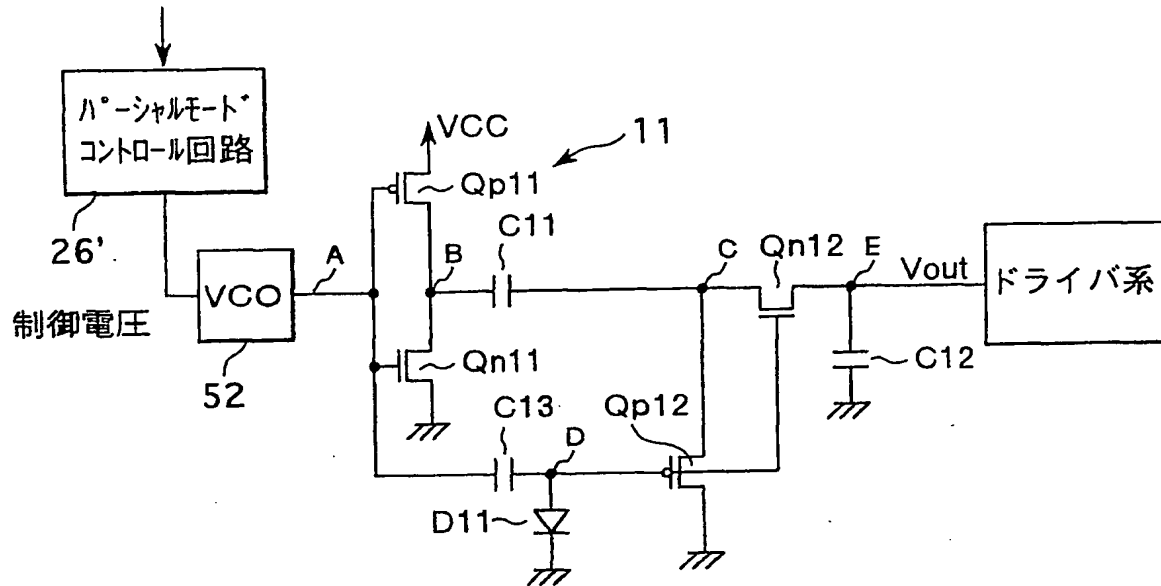 パーシャルモード
コントロール回路
26'
制御電圧
VCO
52
A
VCC
11
Qp11
B
C11
Qn11
C13
D
D11
Qp12
C
Qn12
E
Vout
C12
ドライバ系